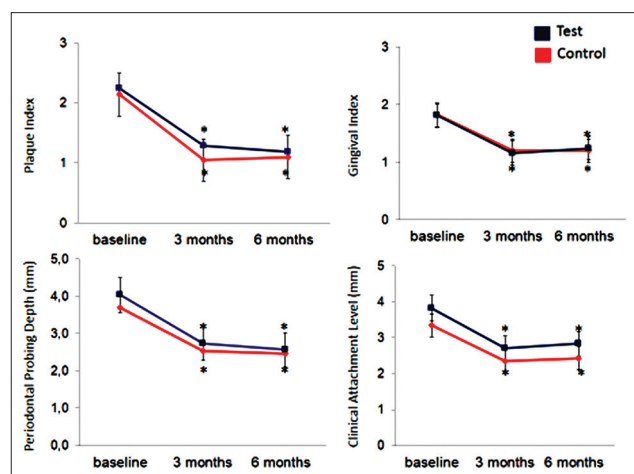 Test
Control
3
2
1
0
Plaque Index
* *
* *
baseline 3 months 6 months
3
2
1
0
Gingival Index
* *
* *
baseline 3 months 6 months
5,0
4,0
3,0
2,0
1,0
0,0
Periodontal Probing Depth (mm)
* *
* *
baseline 3 months 6 months
5
4
3
2
1
0
Clinical Attachment Level (mm)
* *
* *
baseline 3 months 6 months